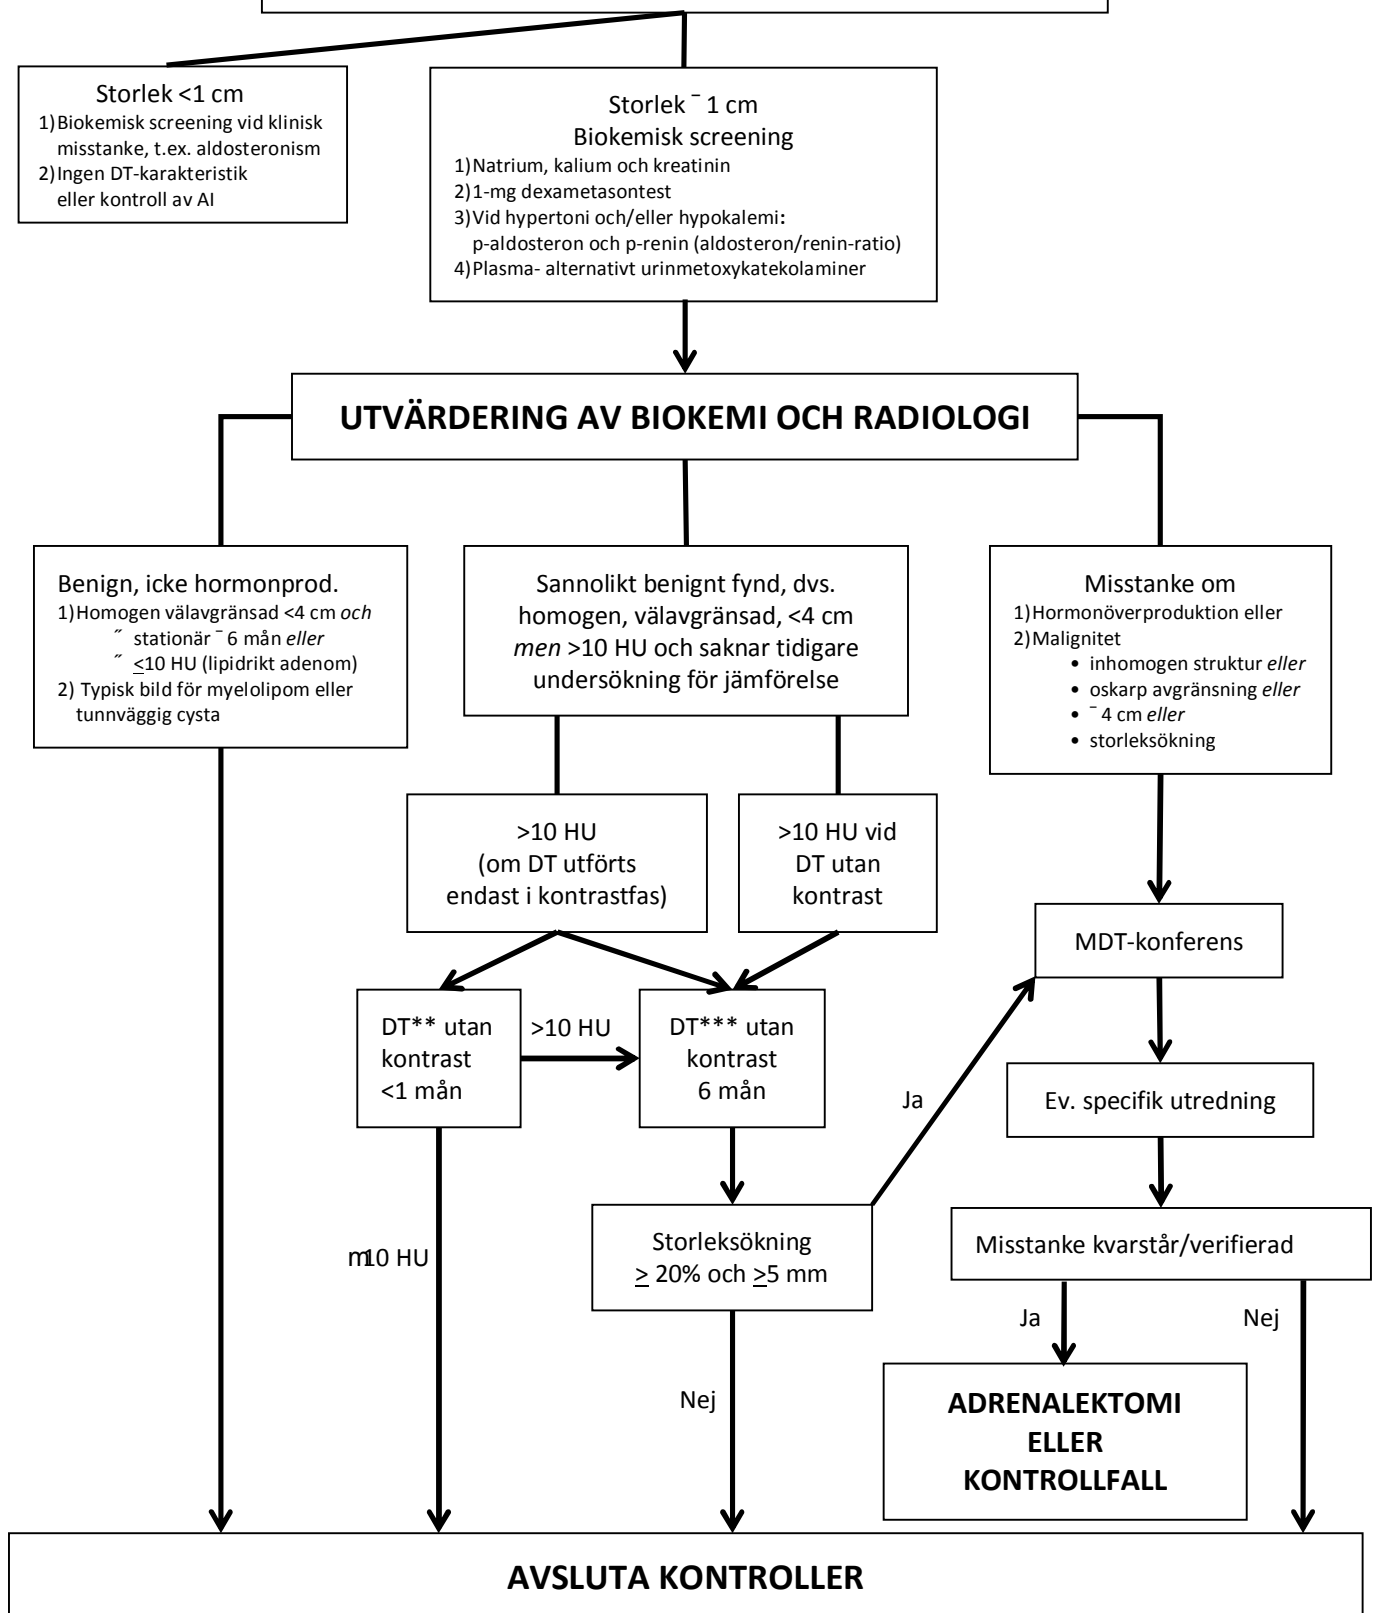 Storlek <1 cm
1)Biokemisk screening vid klinisk
misstanke, t.ex. aldosteronism
2)Ingen DT-karakteristik
eller kontroll av AI
Storlek ¯ 1 cm
Biokemisk screening
1)Natrium, kalium och kreatinin
2)1-mg dexametasontest
3)Vid hypertoni och/eller hypokalemi:
p-aldosteron och p-renin (aldosteron/renin-ratio)
4)Plasma- alternativt urinmetoxykatekolaminer
UTVÄRDERING AV BIOKEMI OCH RADIOLOGI
Benign, icke hormonprod.
1)Homogen välavgränsad <4 cm och
˝ stationär ¯ 6 mån eller
˝ ≤10 HU (lipidrikt adenom)
2) Typisk bild för myelolipom eller
tunnväggig cysta
Sannolikt benignt fynd, dvs.
homogen, välavgränsad, <4 cm
men >10 HU och saknar tidigare
undersökning för jämförelse
Misstanke om
1)Hormonöverproduktion eller
2)Malignitet
• inhomogen struktur eller
• oskarp avgränsning eller
• ¯ 4 cm eller
• storleksökning
>10 HU
(om DT utförts
endast i kontrastfas)
>10 HU vid
DT utan
kontrast
MDT-konferens
DT** utan
kontrast
<1 mån
>10 HU
DT*** utan
kontrast
6 mån
Ja
Ev. specifik utredning
m10 HU
Storleksökning
≥ 20% och ≥5 mm
Misstanke kvarstår/verifierad
Ja
Nej
Nej
ADRENALEKTOMI
ELLER
KONTROLLFALL
AVSLUTA KONTROLLER